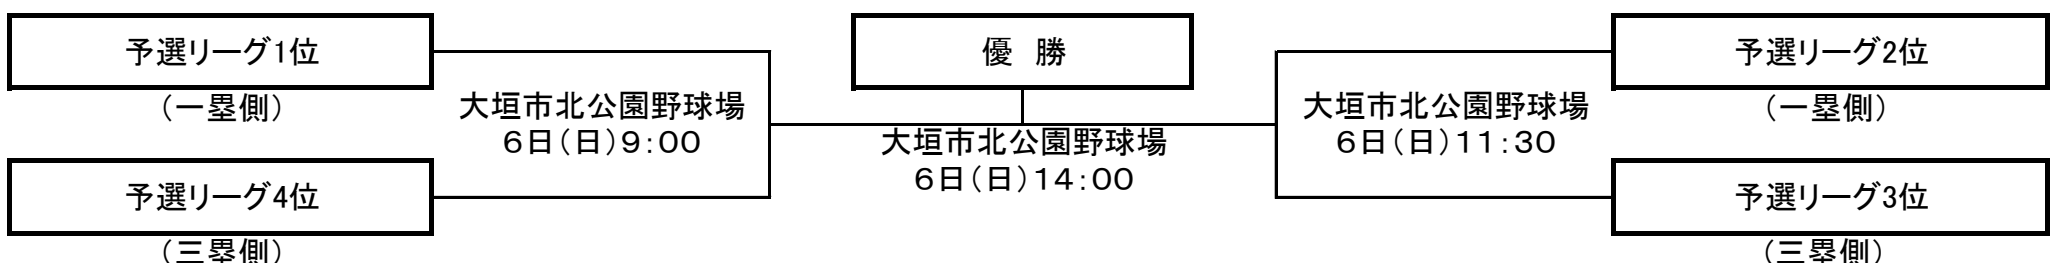 予選リーグ1位
(一塁側)
大垣市北公園野球場
6日(日)9:00
予選リーグ4位
(三塁側)
優　勝
大垣市北公園野球場
6日(日)14:00
大垣市北公園野球場
6日(日)11:30
予選リーグ2位
(一塁側)
予選リーグ3位
(三塁側)